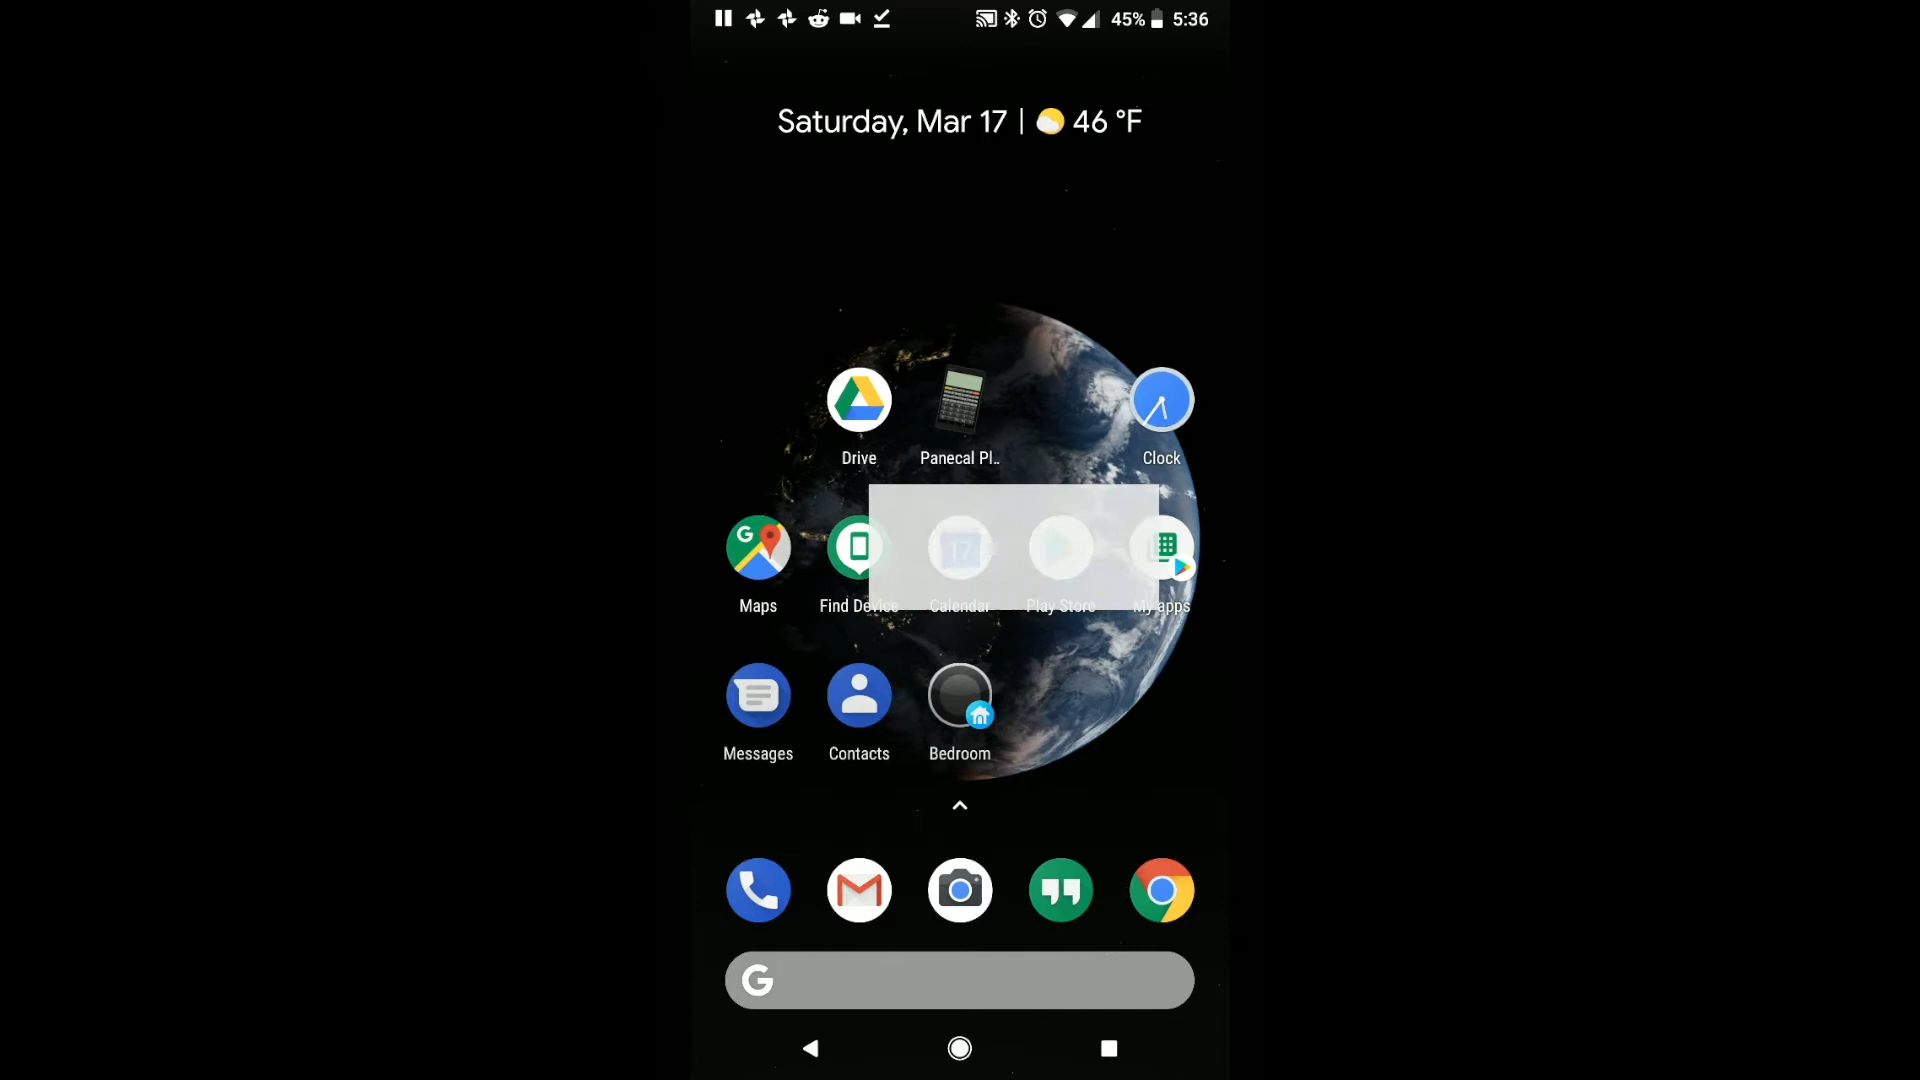 45% 5:36
Saturday, Mar 17 | 46 °F
Drive Panecal Pl.. Clock
17
Maps Find Device Calendar Play Store My apps
Messages Contacts Bedroom